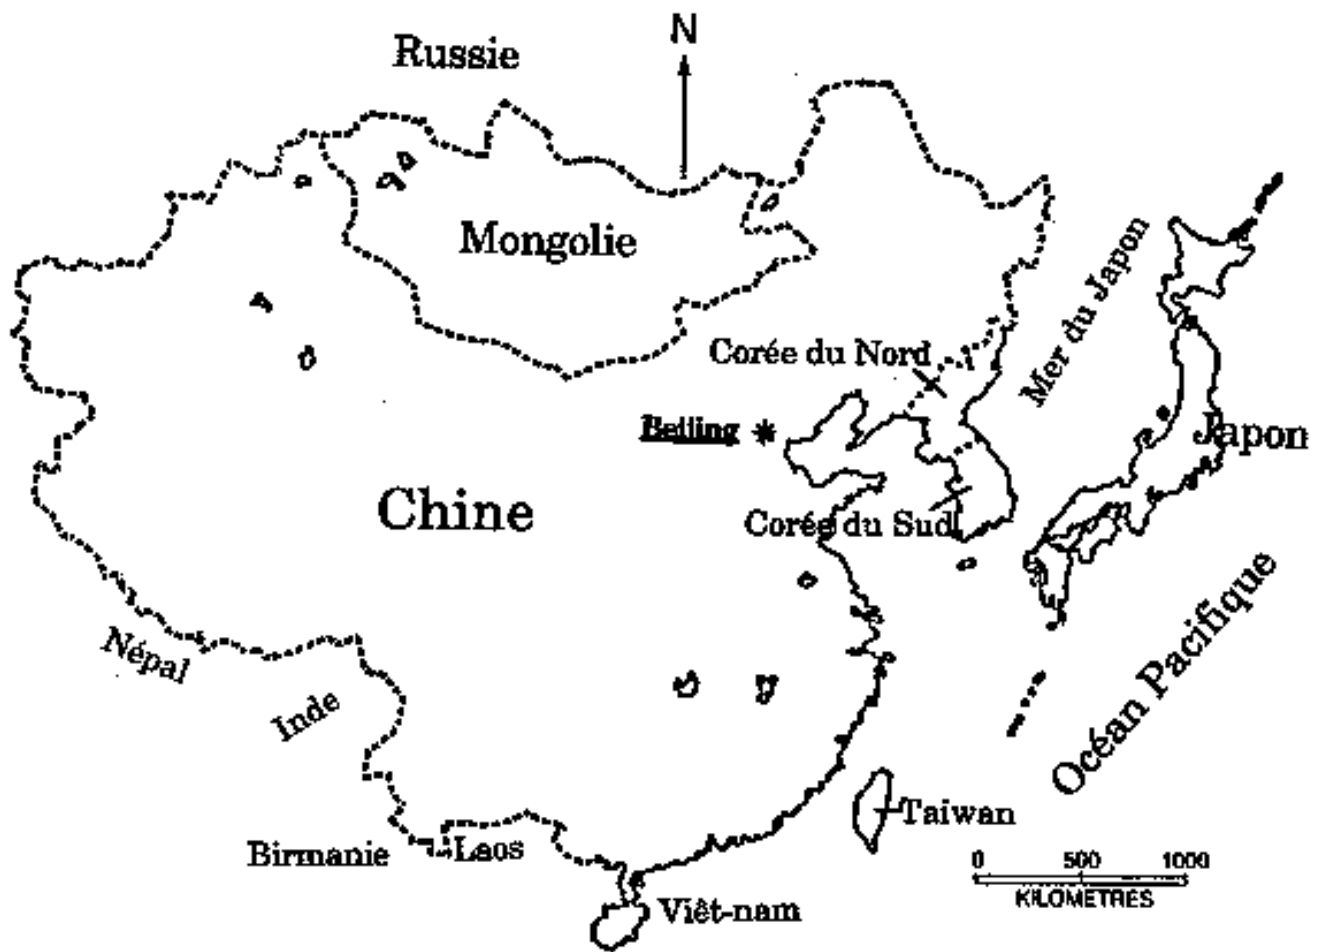 N
Russie
Mongolie
Mer du Japon
Corée du Nord
Beijing
Japon
Chine
Corée du Sud
Océan Pacifique
Népal
Inde
Taiwan
Birmanie
Laos
Viêt-nam
0 500 1000
KILOMETRES